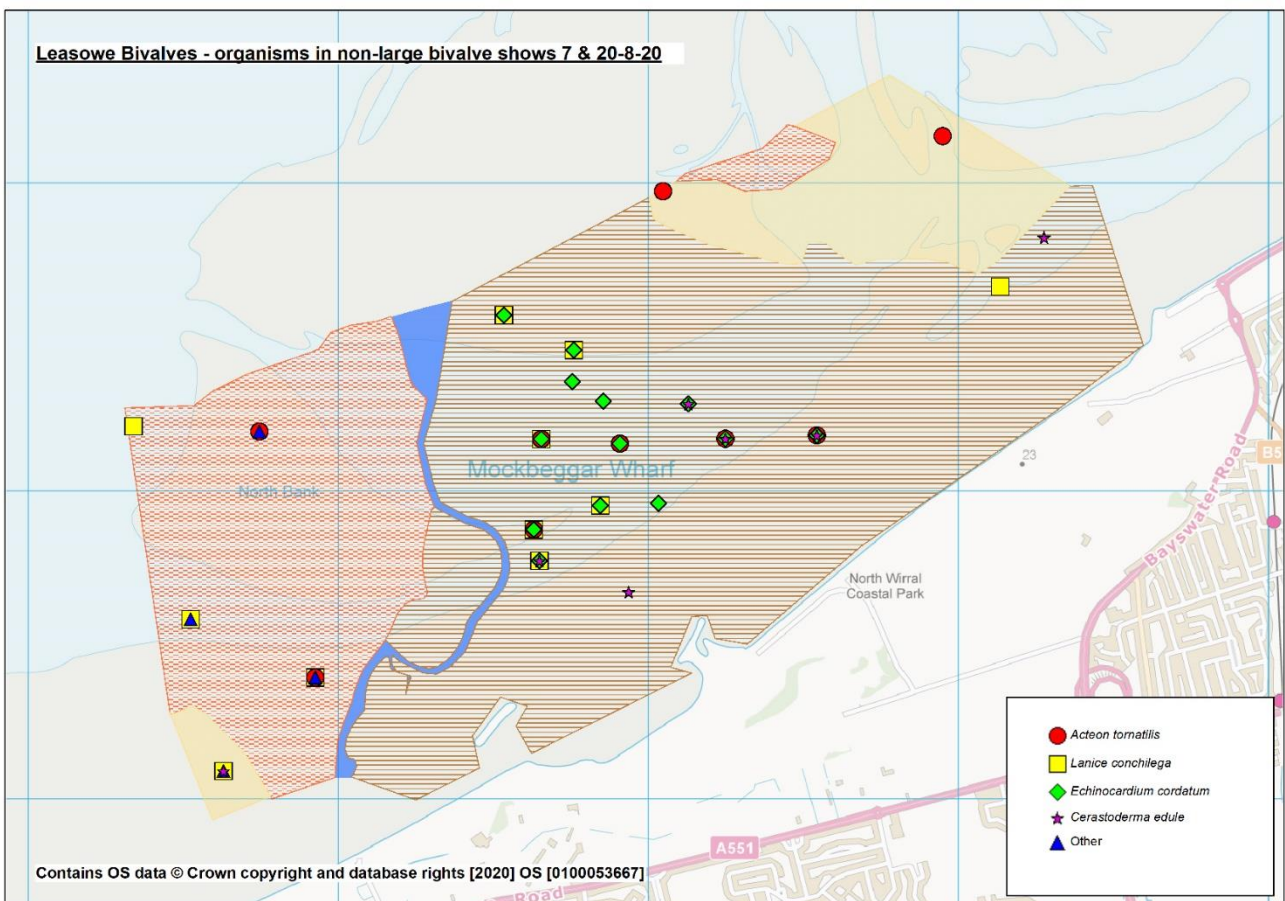 Leasowe Bivalves - organisms in non-large bivalve shows 7 & 20-8-20
Mockbeggar Wharf
North Bank
23
B5
Bayswater Road
North Wirral
Coastal Park
A551
Road
Acteon tornatilis
Lanice conchilega
Echinocardium cordatum
Cerastoderma edule
Other
Contains OS data © Crown copyright and database rights [2020] OS [0100053667]